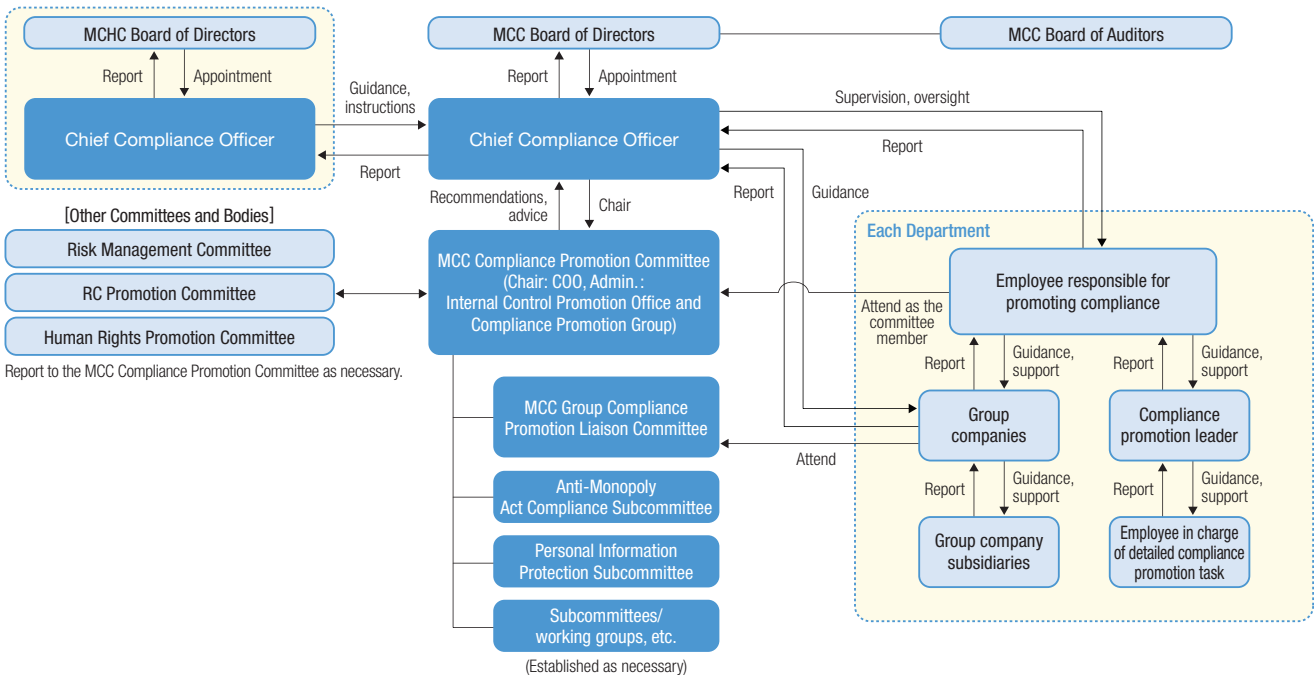 MCHC Board of Directors
MCC Board of Directors
MCC Board of Auditors
Report
Appointment
Guidance,
instructions
Report
Appointment
Supervision, oversight
Chief Compliance Officer
Chief Compliance Officer
Report
Report
Report
Guidance
Recommendations,
advice
Chair
[Other Committees and Bodies]
Risk Management Committee
RC Promotion Committee
Human Rights Promotion Committee
Report to the MCC Compliance Promotion Committee as necessary.
MCC Compliance Promotion Committee
(Chair: COO, Admin.:
Internal Control Promotion Office and
Compliance Promotion Group)
Each Department
Employee responsible for
promoting compliance
Attend as the
committee
member
Report
Guidance,
support
Report
Guidance,
support
MCC Group Compliance
Promotion Liaison Committee
Group
companies
Compliance
promotion leader
Attend
Report
Guidance,
support
Report
Guidance,
support
Anti-Monopoly
Act Compliance Subcommittee
Group company
subsidiaries
Employee in charge
of detailed compliance
promotion task
Personal Information
Protection Subcommittee
Subcommittees/
working groups, etc.
(Established as necessary)